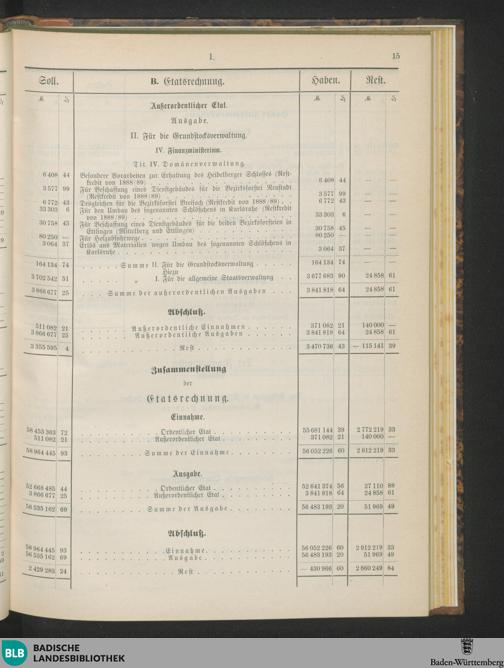 I. 15
Soll. B. Etatsrechnung. Haben. Rest.
ℳ ₰ ℳ ₰ ℳ ₰
Außerordentlicher Etat.
Ausgabe.
II. Für die Grundstocksverwaltung.
IV. Finanzministerium.
Tit. IV. Domänenverwaltung.
6 408 44 Besondere Vorarbeiten zur Erhaltung des Heidelberger Schlosses (Rest-
kredit von 1888/89) 6 408 44 — —
3 577 99 Für Beschaffung eines Dienstgebäudes für die Bezirksforstei Neustadt
(Restkredit von 1888/89) 3 577 99 — —
6 772 43 Desgleichen für die Bezirksforstei Breisach (Restkredit von 1888/89) 6 772 43 — —
33 303 6 Für den Umbau des sogenannten Schlößchens in Karlsruhe (Restkredit
von 1888/89) 33 303 6 — —
30 758 43 Für Beschaffung eines Dienstgebäudes für die beiden Bezirksforsteien in
Ettlingen (Mittelberg und Ettlingen) 30 758 45 — —
80 250 — Für Holzabfuhrwege 80 250 — — —
3 064 37 Erlös aus Materialien wegen Umbau des sogenannten Schlößchens in
Karlsruhe 3 064 37 — —
164 134 74 Summe II. Für die Grundstocksverwaltung 164 134 74 — —
Hiezu
3 702 542 51 „ I. Für die allgemeine Staatsverwaltung 3 677 683 90 24 858 61
3 866 677 25 Summe der außerordentlichen Ausgaben 3 841 818 64 24 858 61
Abschluß.
511 082 21 Außerordentliche Einnahmen 371 082 21 140 000 —
3 866 677 25 Außerordentliche Ausgaben 3 841 818 64 24 858 61
3 355 595 4 Rest 3 470 736 43 — 115 141 39
Zusammenstellung
der
Etatsrechnung.
Einnahme.
58 453 363 72 Ordentlicher Etat 55 681 144 39 2 772 219 33
511 082 21 Außerordentlicher Etat 371 082 21 140 000 —
58 964 445 93 Summe der Einnahme 56 052 226 60 2 912 219 33
Ausgabe.
52 668 485 44 Ordentlicher Etat 52 641 374 56 27 110 88
3 866 677 25 Außerordentlicher Etat 3 841 818 64 24 858 61
56 535 162 69 Summe der Ausgabe 56 483 193 20 51 969 49
Abschluß.
58 964 445 93 Einnahme 56 052 226 60 2 912 219 33
56 535 162 69 Ausgabe 56 483 193 20 51 969 49
2 429 283 24 Rest — 430 966 60 2 860 249 84
BLB BADISCHE
LANDESBIBLIOTHEK
Baden-Württemberg